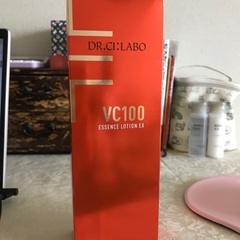 DR.CI:LABO
VC100
ESSENCE LOTION EX